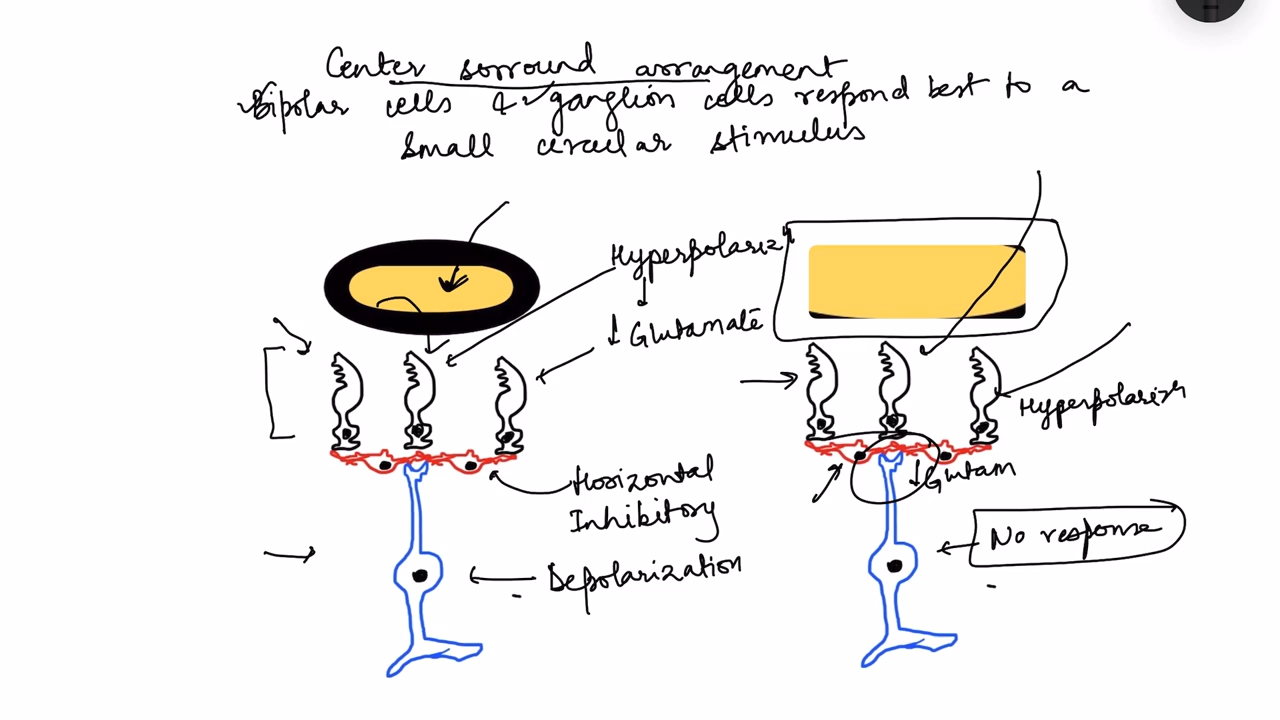 Center sorround arrangement
Bipolar cells & ganglion cells respond best to a
small circular stimulus
Hyperpolarizn
↓
↓ Glutamate
Hyperpolarizn
↓ Glutam
Horizontal
Inhibitory
No response
Depolarization